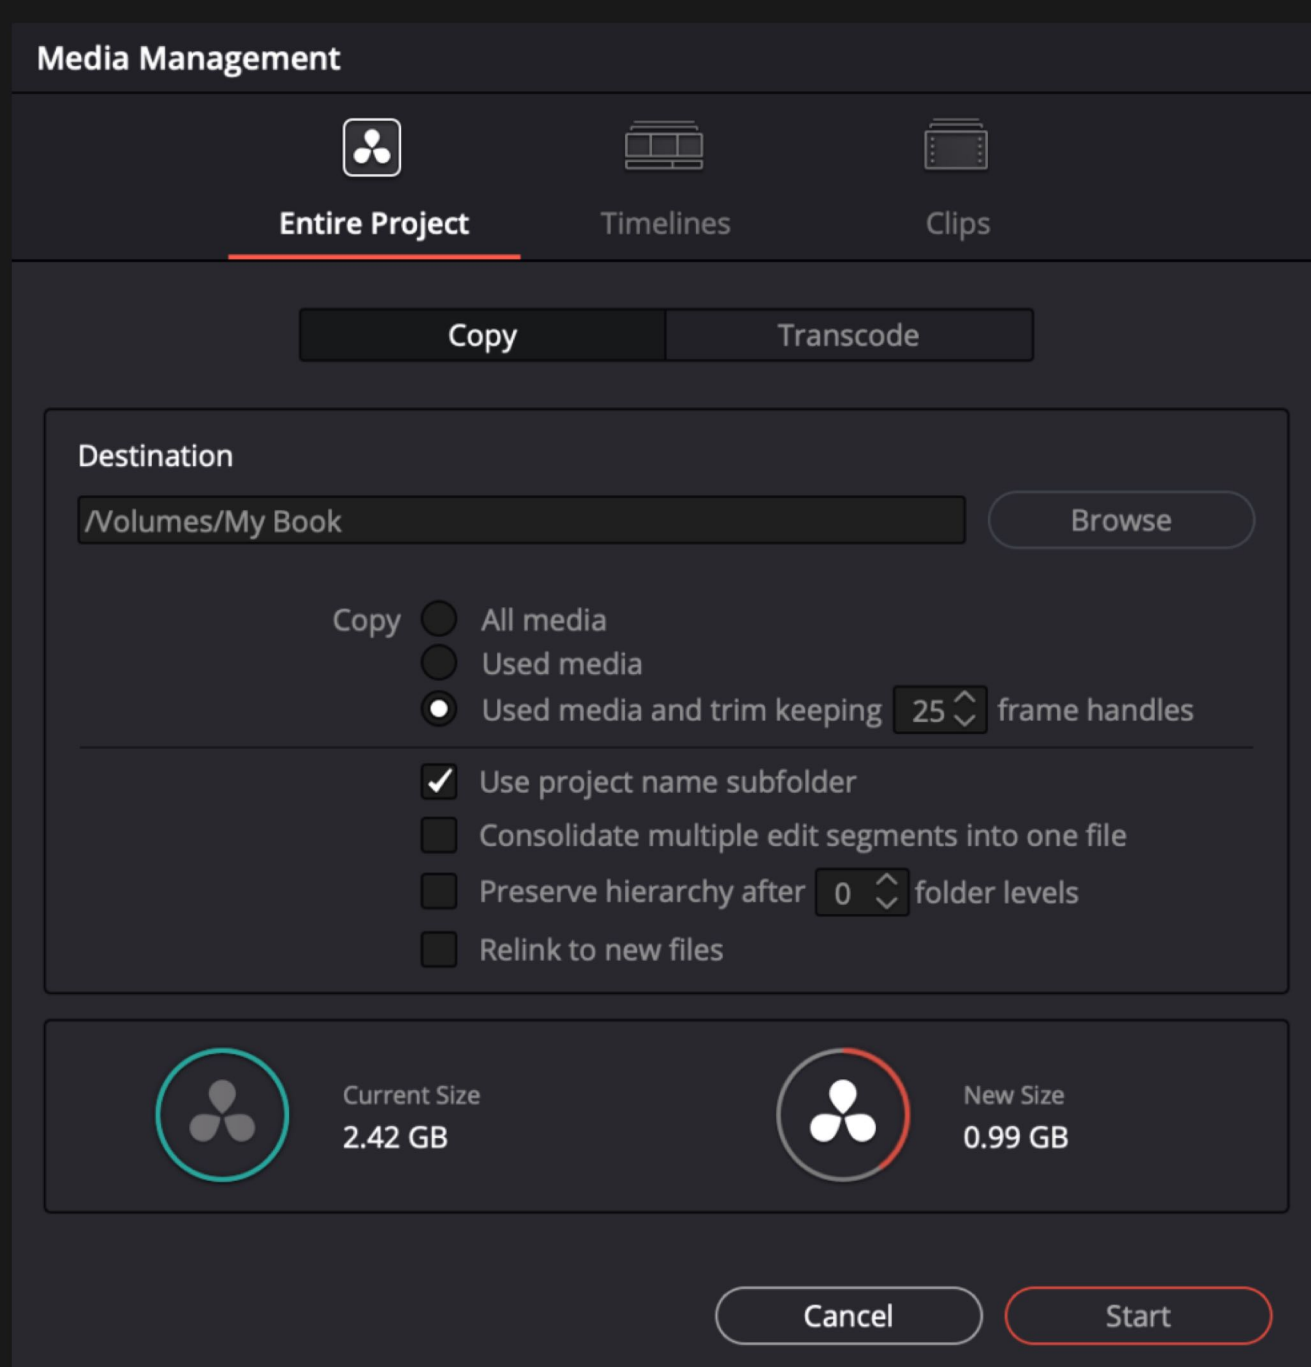 Media Management
Entire Project Timelines Clips
Copy Transcode
Destination
/Volumes/My Book Browse
Copy All media
Used media
Used media and trim keeping 25 frame handles
Use project name subfolder
Consolidate multiple edit segments into one file
Preserve hierarchy after 0 folder levels
Relink to new files
Current Size New Size
2.42 GB 0.99 GB
Cancel Start